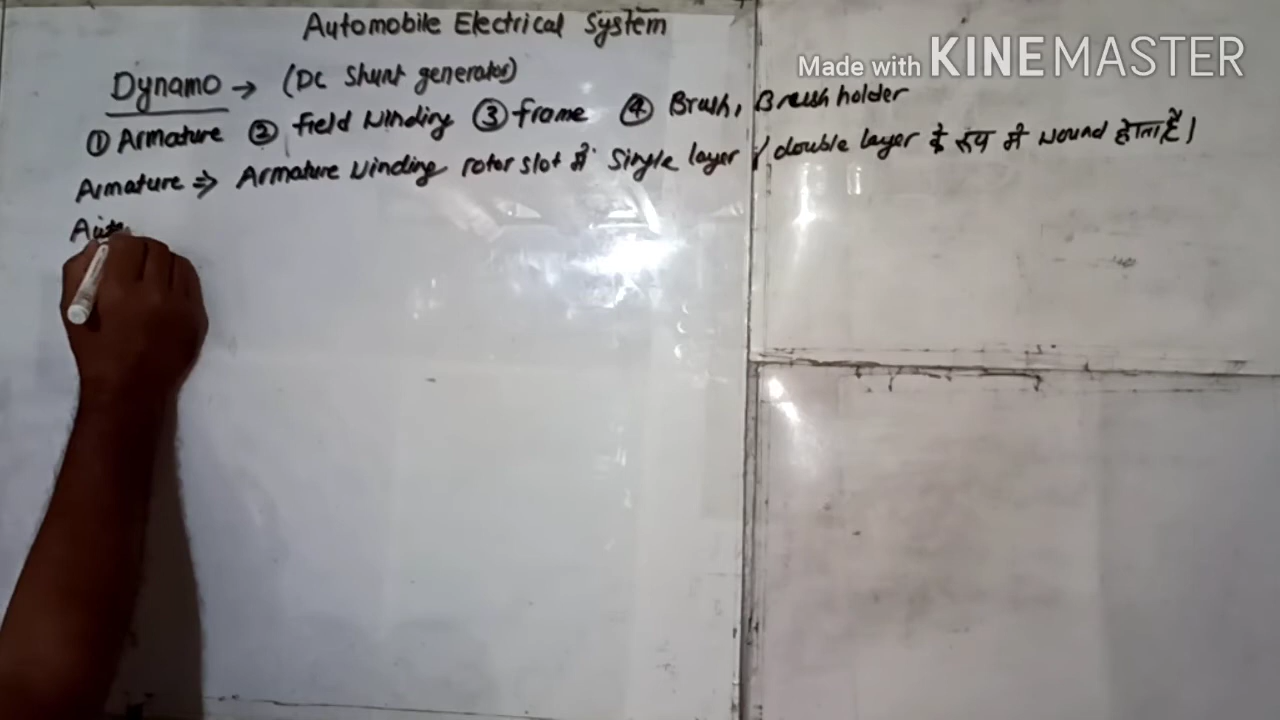 Automobile Electrical System
Made with KINEMASTER
Dynamo → (DC Shunt generator)
① Armature ② field Winding ③ frame ④ Brush, Brush holder
Armature ⇒ Armature Winding rotor slot में single layer / double layer के रूप में wound होता है।
Auto